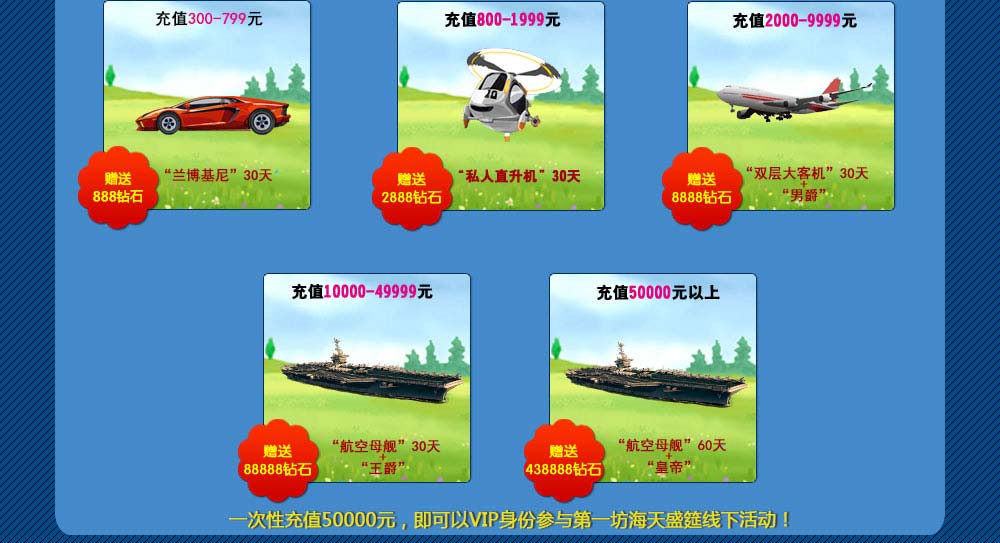 充值300-799元
赠送
888钻石
“兰博基尼”30天
充值800-1999元
赠送
2888钻石
“私人直升机”30天
充值2000-9999元
赠送
8888钻石
“双层大客机”30天
+
“男爵”
充值10000-49999元
赠送
88888钻石
“航空母舰”30天
+
“王爵”
充值50000元以上
赠送
438888钻石
“航空母舰”60天
+
“皇帝”
一次性充值50000元，即可以VIP身份参与第一坊海天盛筵线下活动！